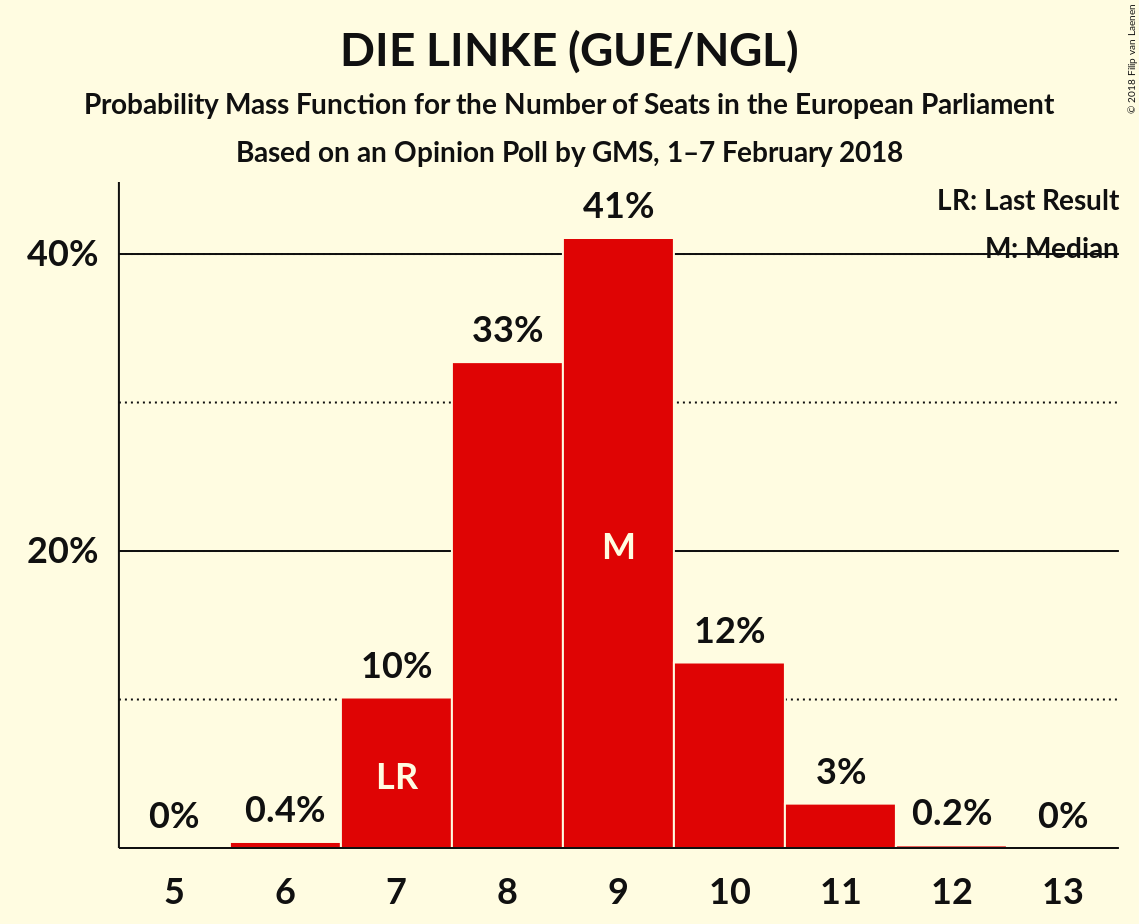 DIE LINKE (GUE/NGL)
Probability Mass Function for the Number of Seats in the European Parliament
Based on an Opinion Poll by GMS, 1–7 February 2018
© 2018 Filip van Laenen
LR: Last Result
M: Median
40%
20%
0%
0.4%
10%
33%
41%
12%
3%
0.2%
0%
LR
M
5 6 7 8 9 10 11 12 13